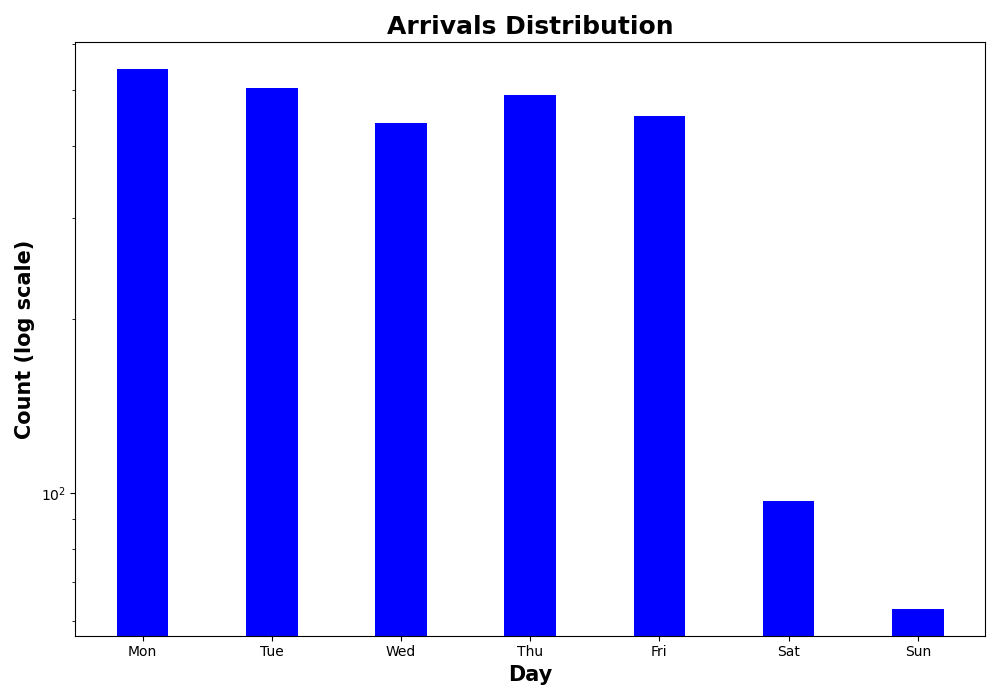 Arrivals Distribution
Count (log scale)
10²
Mon Tue Wed Thu Fri Sat Sun
Day